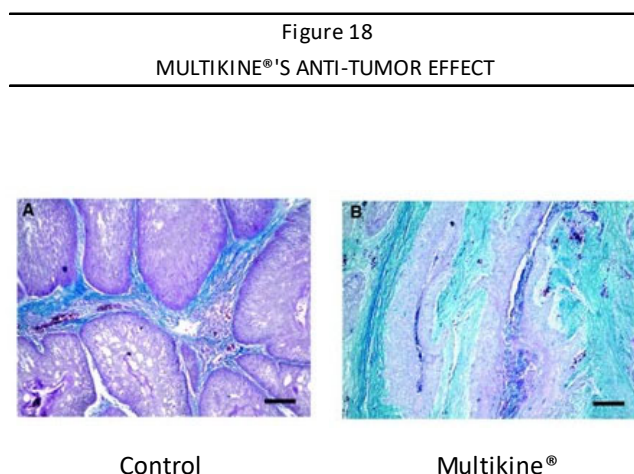 Figure 18
MULTIKINE®'S ANTI-TUMOR EFFECT
A
B
Control
Multikine®